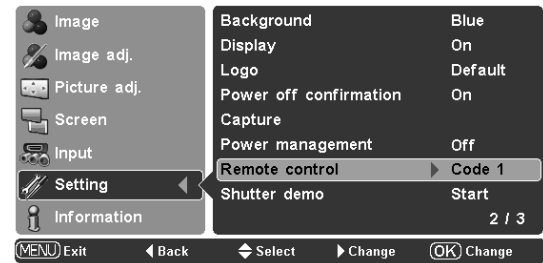 Image
Image adj.
Picture adj.
Screen
Input
Setting
Information
Background Blue
Display On
Logo Default
Power off confirmation On
Capture
Power management Off
Remote control Code 1
Shutter demo Start
2 / 3
MENU Exit Back Select Change OK Change